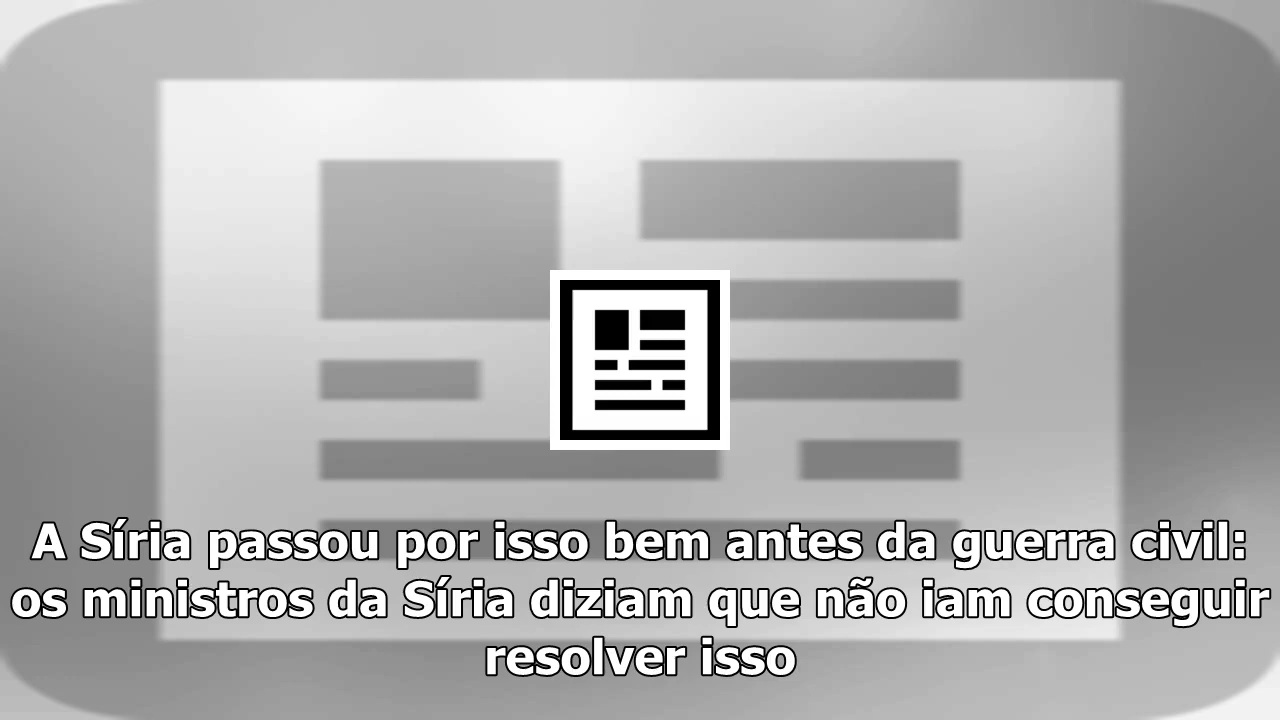 A Síria passou por isso bem antes da guerra civil:
os ministros da Síria diziam que não iam conseguir
resolver isso